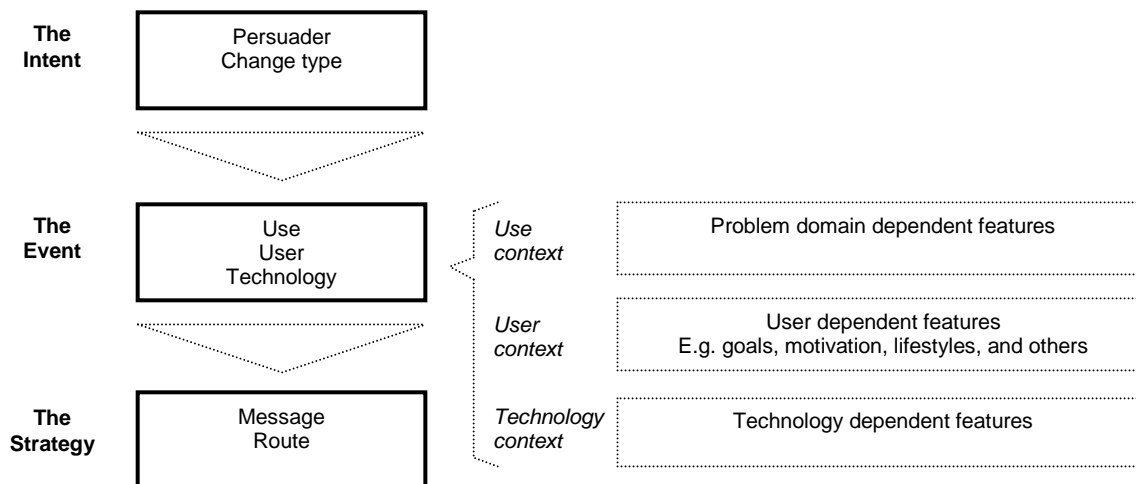 The
Intent
Persuader
Change type
The
Event
Use
User
Technology
Use
context
Problem domain dependent features
User
context
User dependent features
E.g. goals, motivation, lifestyles, and others
The
Strategy
Message
Route
Technology
context
Technology dependent features